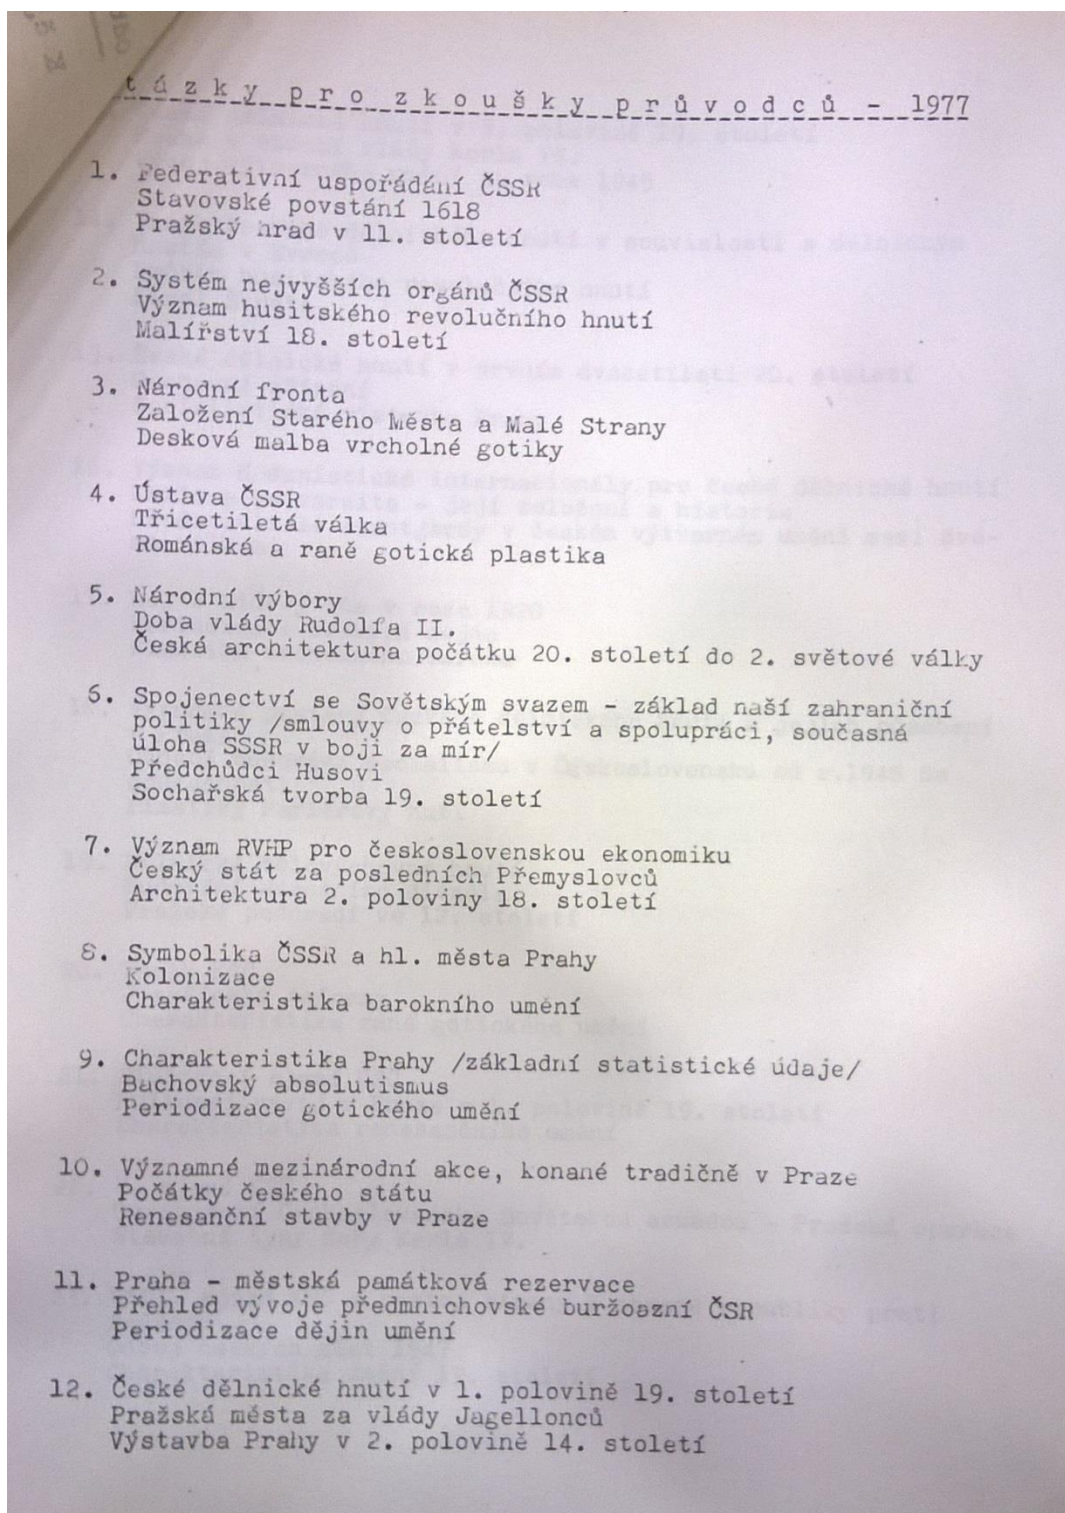 tázky pro zkoušky průvodců - 1977
1. Federativní uspořádání ČSSR
Stavovské povstání 1618
Pražský hrad v 11. století
2. Systém nejvyšších orgánů ČSSR
Význam husitského revolučního hnutí
Malířství 18. století
3. Národní fronta
Založení Starého Města a Malé Strany
Desková malba vrcholné gotiky
4. Ústava ČSSR
Třicetiletá válka
Románská a raně gotická plastika
5. Národní výbory
Doba vlády Rudolfa II.
Česká architektura počátku 20. století do 2. světové války
6. Spojenectví se Sovětským svazem - základ naší zahraniční
politiky /smlouvy o přátelství a spolupráci, současná
úloha SSSR v boji za mír/
Předchůdci Husovi
Sochařská tvorba 19. století
7. Význam RVHP pro československou ekonomiku
Český stát za posledních Přemyslovců
Architektura 2. poloviny 18. století
8. Symbolika ČSSR a hl. města Prahy
Kolonizace
Charakteristika barokního umění
9. Charakteristika Prahy /základní statistické údaje/
Bachovský absolutismus
Periodizace gotického umění
10. Významné mezinárodní akce, konané tradičně v Praze
Počátky českého státu
Renesanční stavby v Praze
11. Praha - městská památková rezervace
Přehled vývoje předmnichovské buržoazní ČSR
Periodizace dějin umění
12. České dělnické hnutí v 1. polovině 19. století
Pražská města za vlády Jagellonců
Výstavba Prahy v 2. polovině 14. století